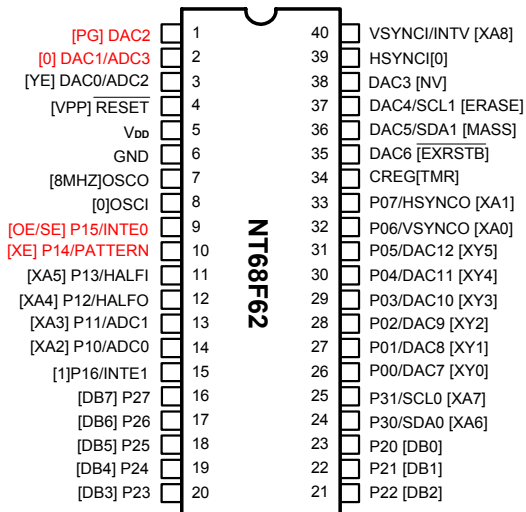 [PG] DAC2 1 40 VSYNCI/INTV [XA8]
[0] DAC1/ADC3 2 39 HSYNCI[0]
[YE] DAC0/ADC2 3 38 DAC3 [NV]
[VPP] RESET 4 37 DAC4/SCL1 [ERASE]
VDD 5 36 DAC5/SDA1 [MASS]
GND 6 35 DAC6 [EXRSTB]
[8MHZ]OSCO 7 34 CREG[TMR]
[0]OSCI 8 33 P07/HSYNCO [XA1]
[OE/SE] P15/INTE0 9 32 P06/VSYNCO [XA0]
[XE] P14/PATTERN 10 31 P05/DAC12 [XY5]
[XA5] P13/HALFI 11 30 P04/DAC11 [XY4]
[XA4] P12/HALFO 12 29 P03/DAC10 [XY3]
[XA3] P11/ADC1 13 28 P02/DAC9 [XY2]
[XA2] P10/ADC0 14 27 P01/DAC8 [XY1]
[1]P16/INTE1 15 26 P00/DAC7 [XY0]
[DB7] P27 16 25 P31/SCL0 [XA7]
[DB6] P26 17 24 P30/SDA0 [XA6]
[DB5] P25 18 23 P20 [DB0]
[DB4] P24 19 22 P21 [DB1]
[DB3] P23 20 21 P22 [DB2]
NT68F62